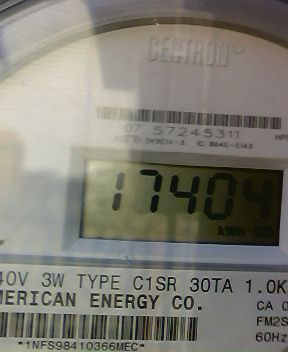 CENTRON®
07 57245311
17404
kWh
40V 3W TYPE C1SR 30TA 1.0K
MERICAN ENERGY CO.
CA 0
FM2S
60Hz
*1NFS98410366MEC*